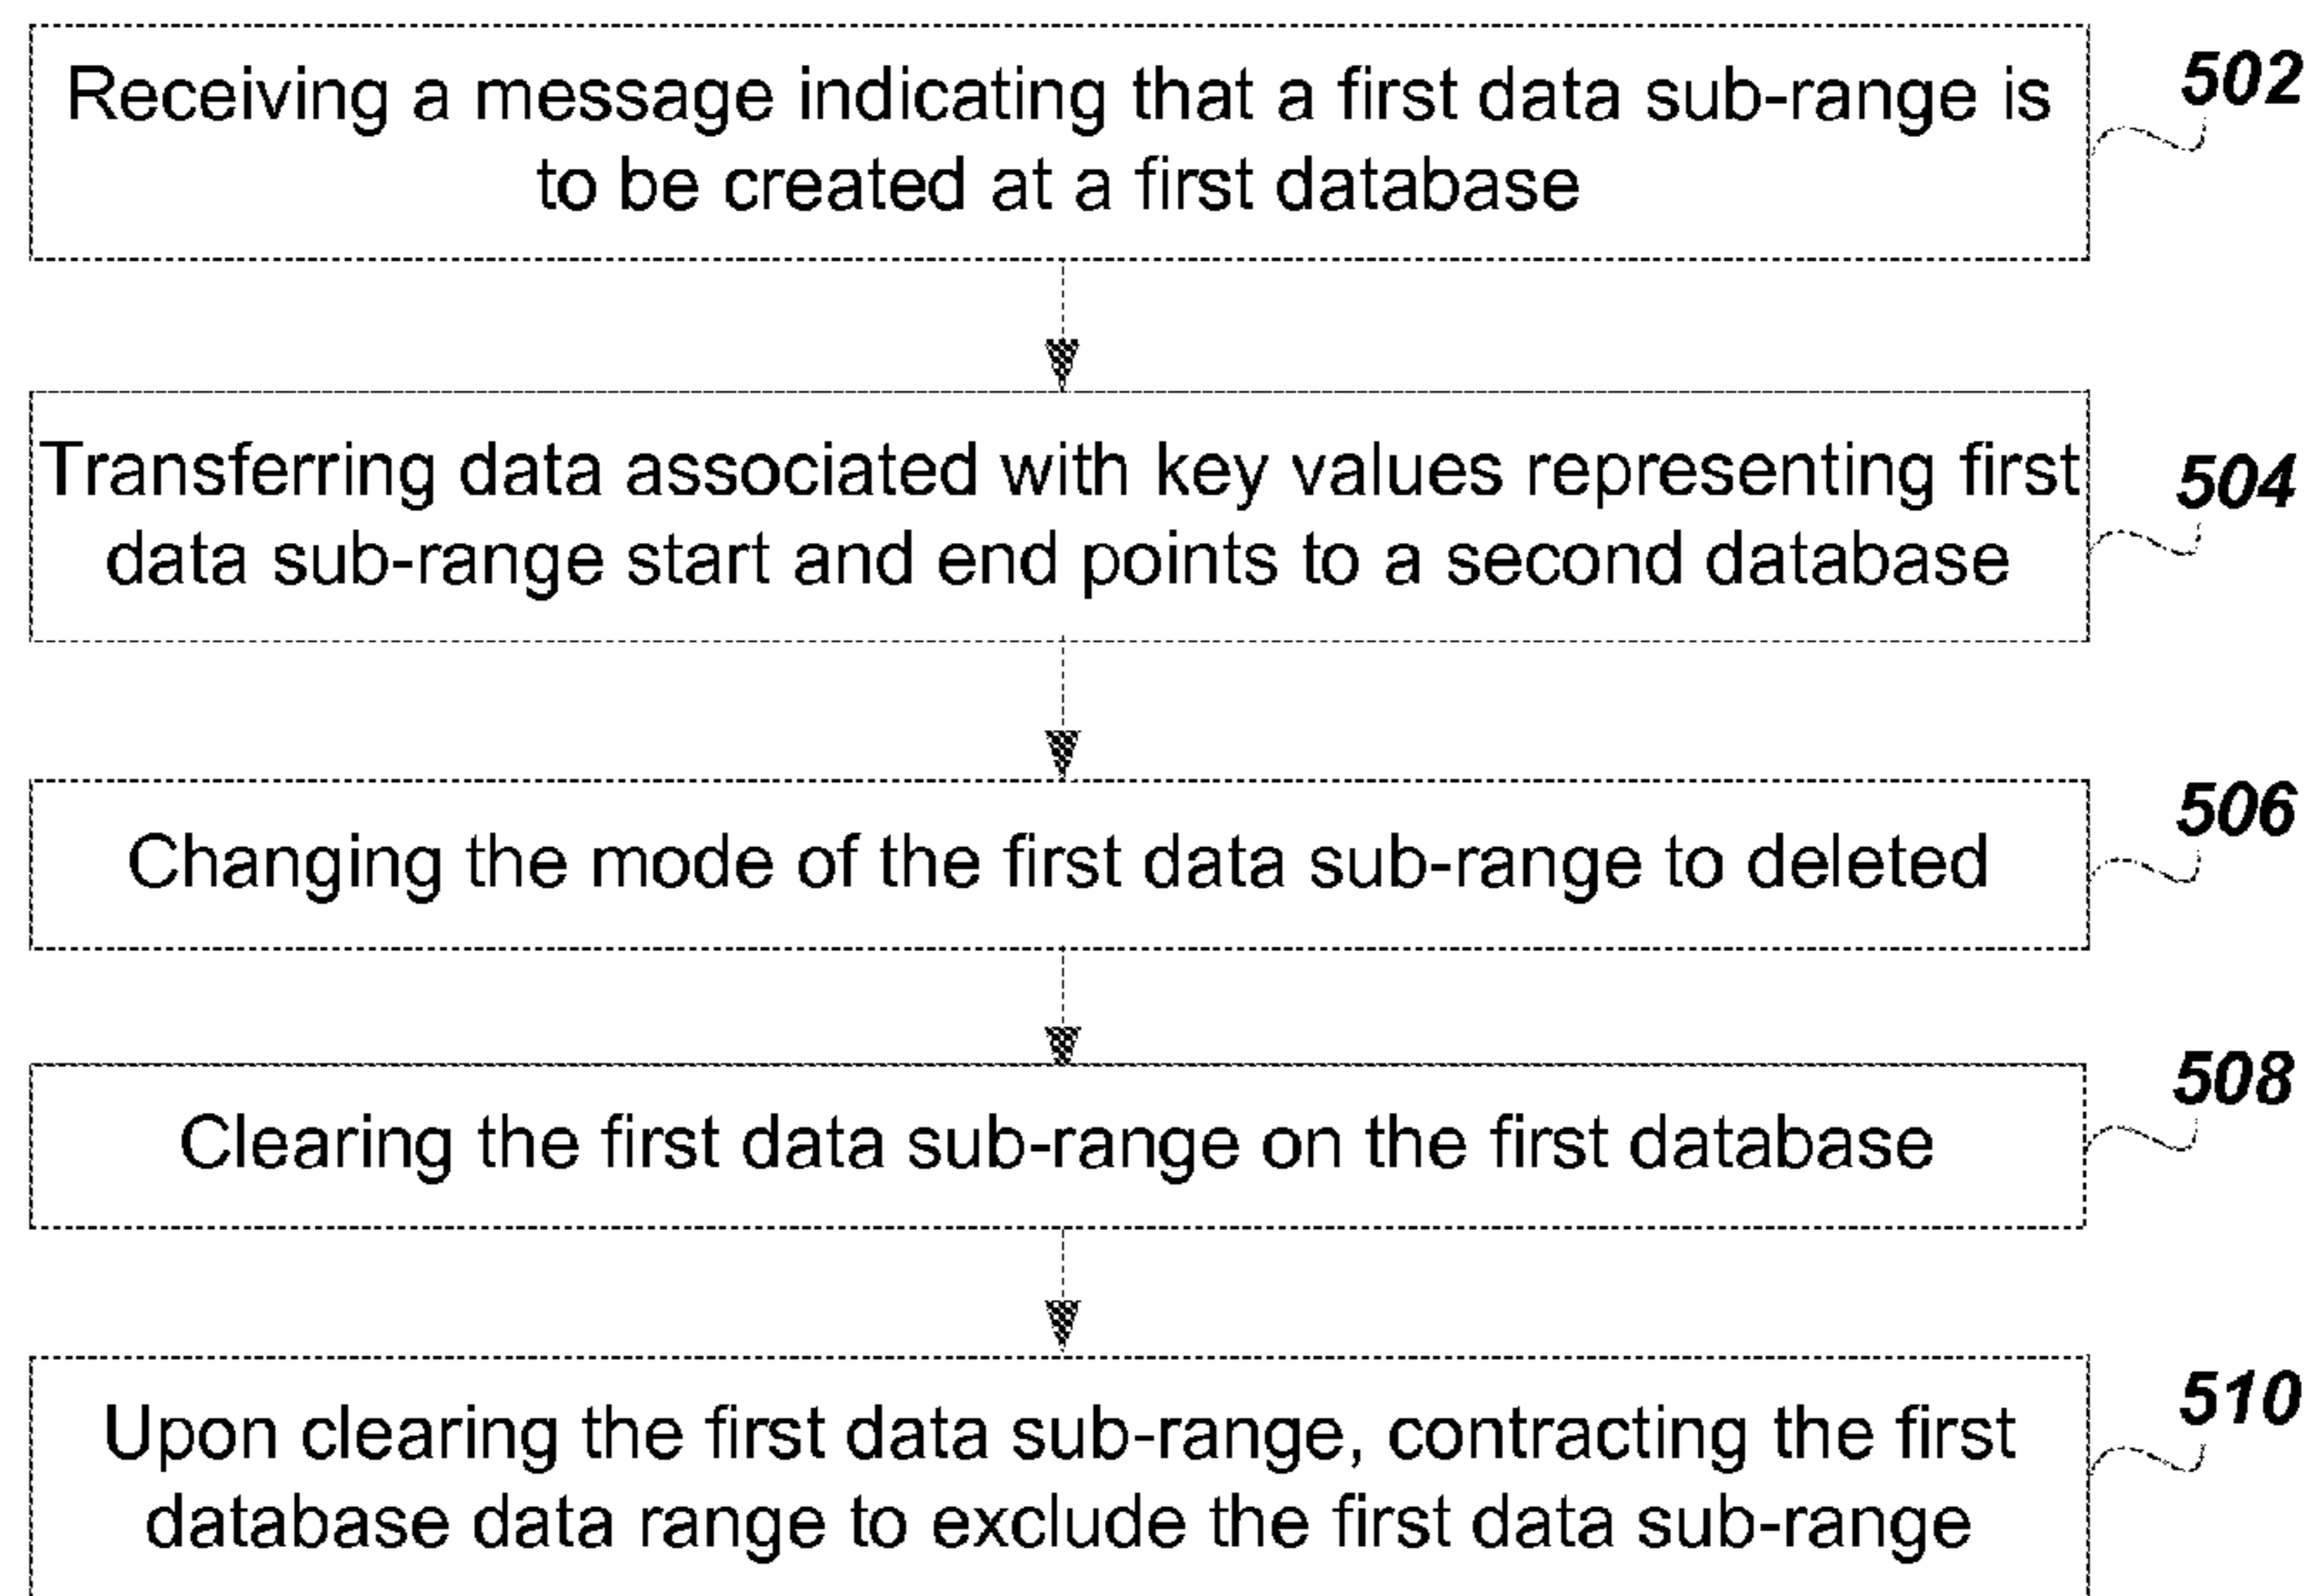 Receiving a message indicating that a first data sub-range is
to be created at a first database
502
Transferring data associated with key values representing first
data sub-range start and end points to a second database
504
Changing the mode of the first data sub-range to deleted
506
Clearing the first data sub-range on the first database
508
Upon clearing the first data sub-range, contracting the first
database data range to exclude the first data sub-range
510